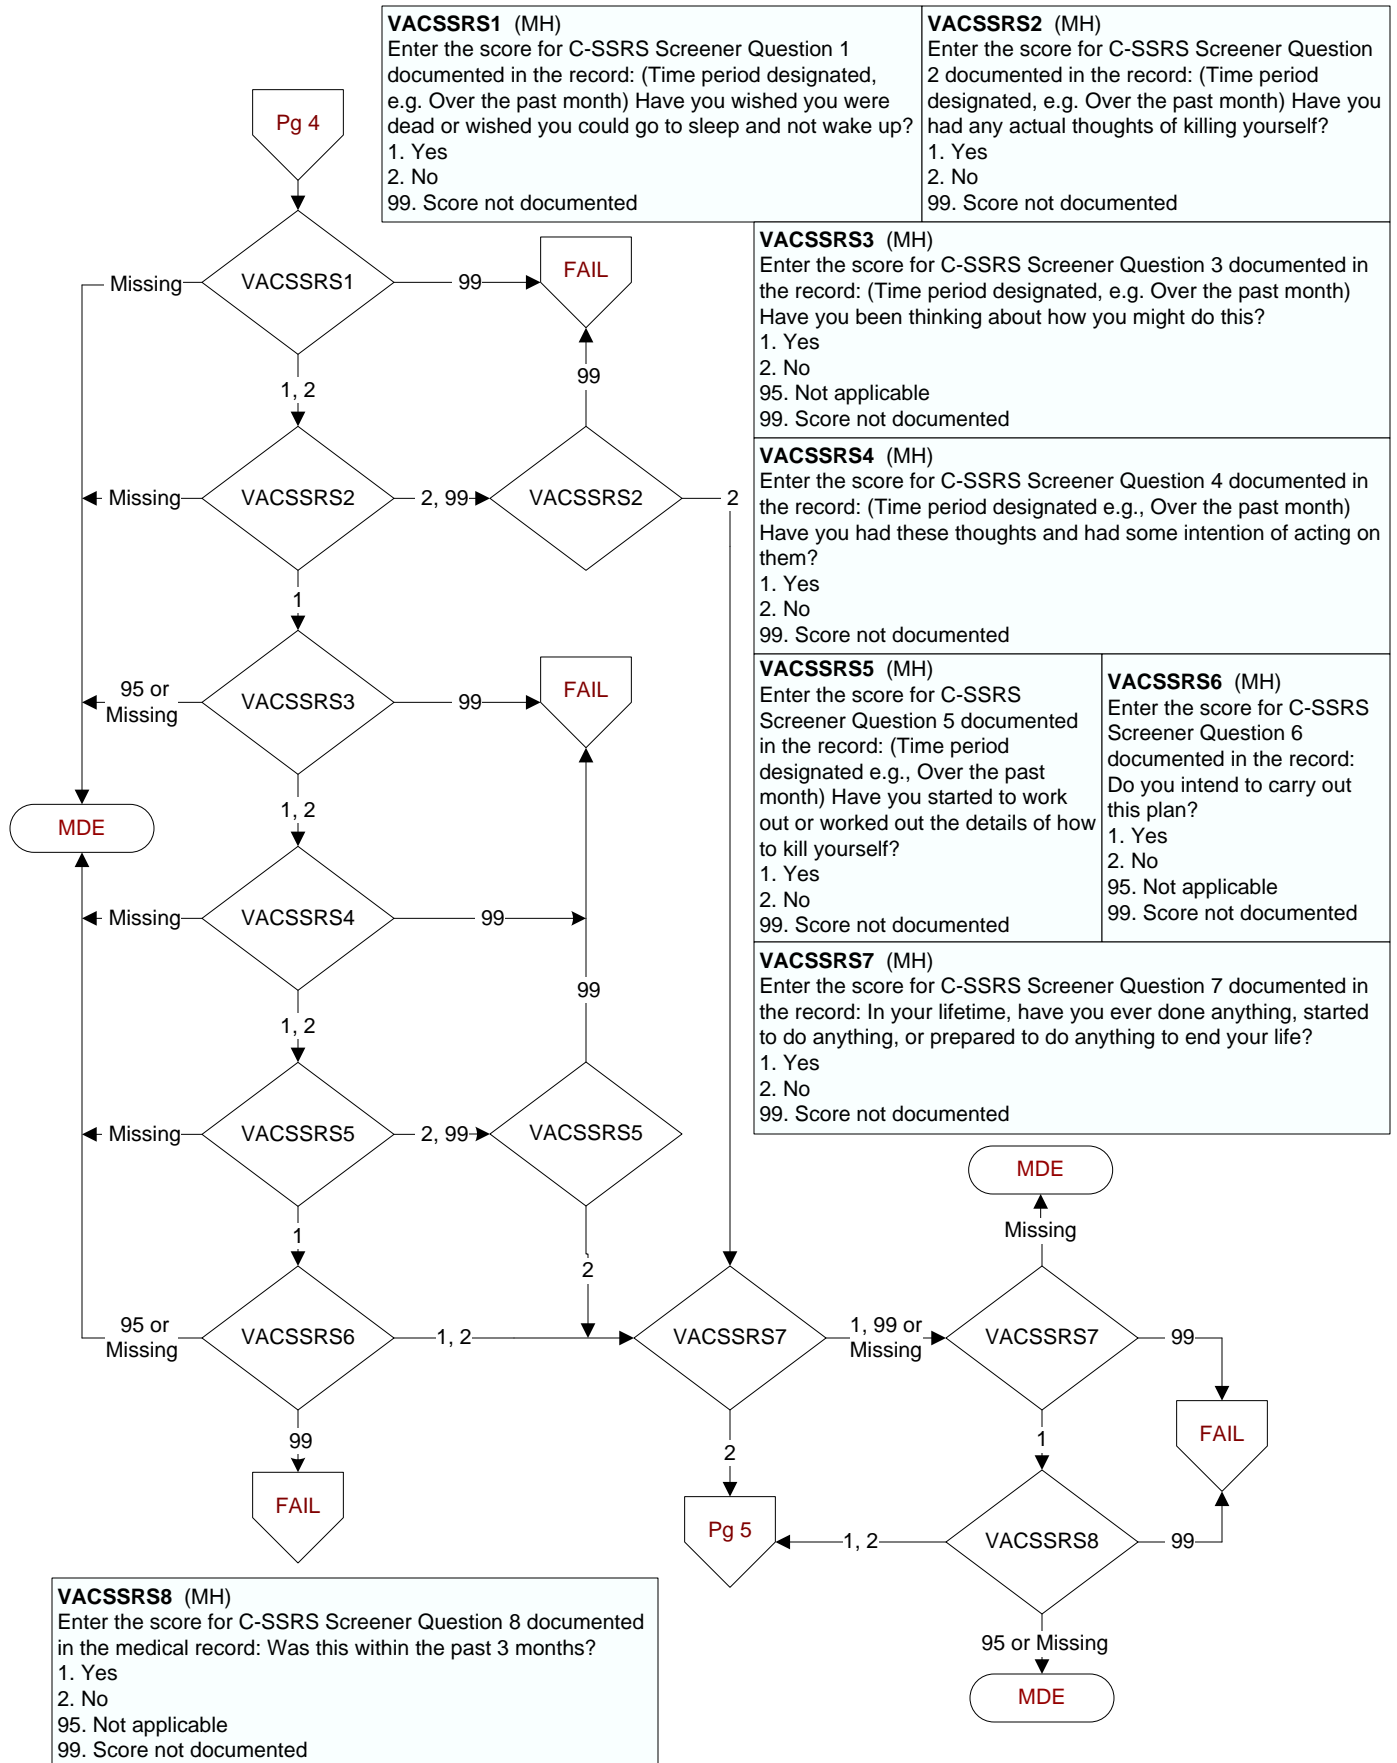 VACSSRS1 (MH)
Enter the score for C-SSRS Screener Question 1
documented in the record: (Time period designated,
e.g. Over the past month) Have you wished you were
dead or wished you could go to sleep and not wake up?
1. Yes
2. No
99. Score not documented
VACSSRS2 (MH)
Enter the score for C-SSRS Screener Question
2 documented in the record: (Time period
designated, e.g. Over the past month) Have you
had any actual thoughts of killing yourself?
1. Yes
2. No
99. Score not documented
Pg 4
VACSSRS3 (MH)
Enter the score for C-SSRS Screener Question 3 documented in
the record: (Time period designated, e.g. Over the past month)
Have you been thinking about how you might do this?
1. Yes
2. No
95. Not applicable
99. Score not documented
Missing
VACSSRS1
99
FAIL
1, 2
99
VACSSRS4 (MH)
Enter the score for C-SSRS Screener Question 4 documented in
the record: (Time period designated e.g., Over the past month)
Have you had these thoughts and had some intention of acting on
them?
1. Yes
2. No
99. Score not documented
Missing
VACSSRS2
2, 99
VACSSRS2
2
1
95 or
Missing
VACSSRS3
99
FAIL
VACSSRS5 (MH)
Enter the score for C-SSRS
Screener Question 5 documented
in the record: (Time period
designated e.g., Over the past
month) Have you started to work
out or worked out the details of how
to kill yourself?
1. Yes
2. No
99. Score not documented
VACSSRS6 (MH)
Enter the score for C-SSRS
Screener Question 6
documented in the record:
Do you intend to carry out
this plan?
1. Yes
2. No
95. Not applicable
99. Score not documented
1, 2
MDE
Missing
VACSSRS4
99
VACSSRS7 (MH)
Enter the score for C-SSRS Screener Question 7 documented in
the record: In your lifetime, have you ever done anything, started
to do anything, or prepared to do anything to end your life?
1. Yes
2. No
99. Score not documented
99
1, 2
Missing
VACSSRS5
2, 99
VACSSRS5
MDE
Missing
1
2
95 or
Missing
VACSSRS6
1, 2
VACSSRS7
1, 99 or
Missing
VACSSRS7
99
99
FAIL
2
1
FAIL
Pg 5
1, 2
VACSSRS8
99
95 or Missing
MDE
VACSSRS8 (MH)
Enter the score for C-SSRS Screener Question 8 documented
in the medical record: Was this within the past 3 months?
1. Yes
2. No
95. Not applicable
99. Score not documented